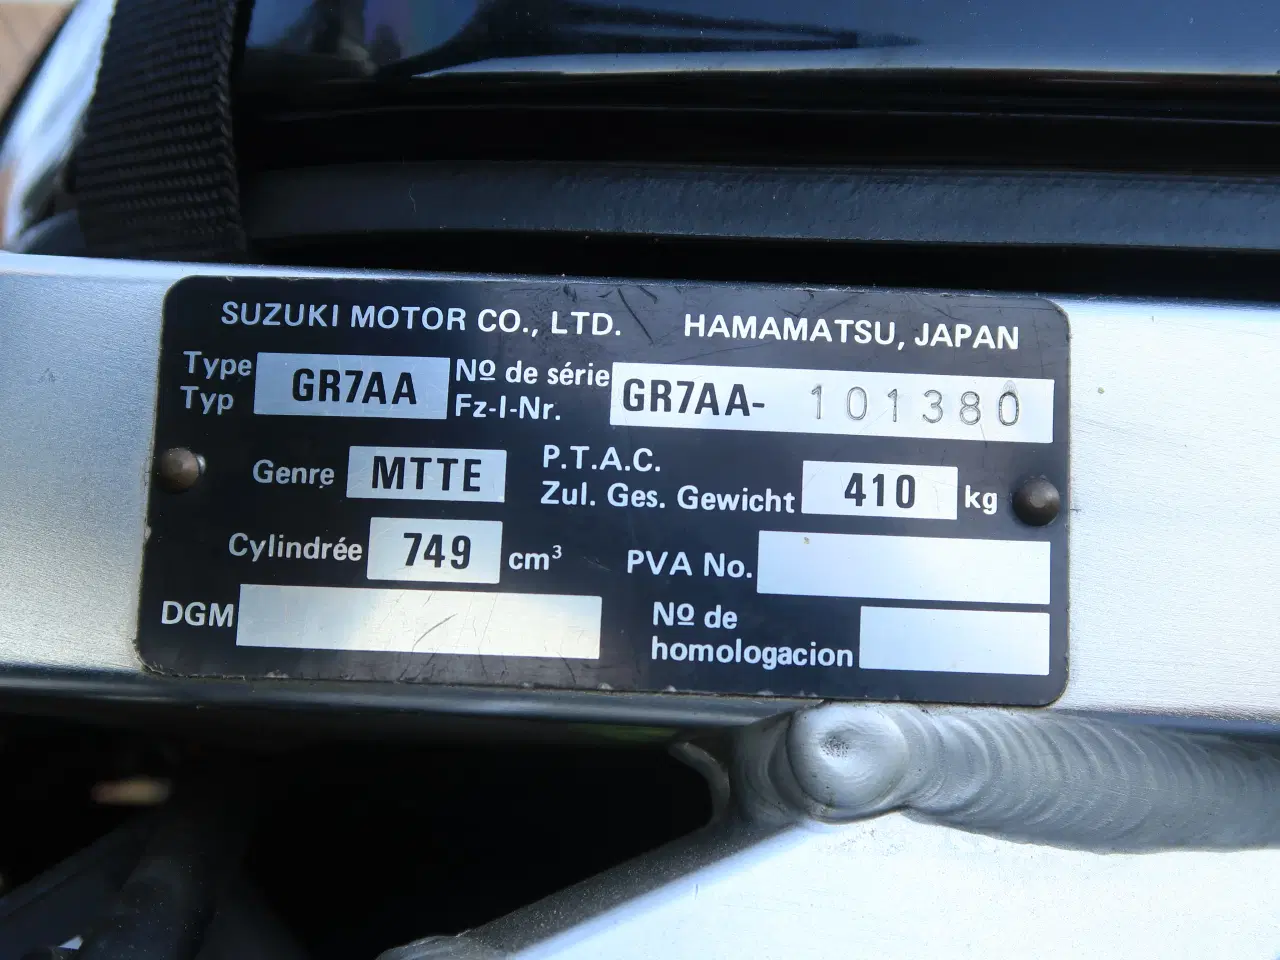 SUZUKI MOTOR CO., LTD. HAMAMATSU, JAPAN
Type
Typ
GR7AA
Nº de série
Fz-I-Nr.
GR7AA- 101380
Genre MTTE
P.T.A.C.
Zul. Ges. Gewicht 410 kg
Cylindrée 749 cm³
PVA No.
DGM
Nº de
homologacion